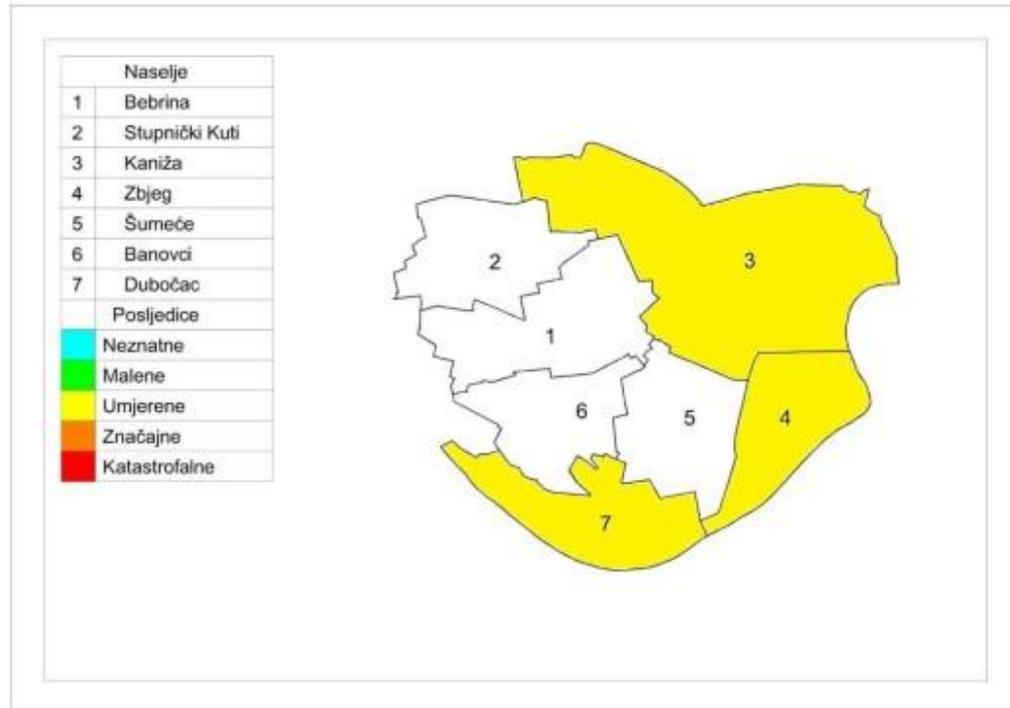 Naselje
1 Bebrina
2 Stupnički Kuti
3 Kaniža
4 Zbjeg
5 Šumeće
6 Banovci
7 Dubočac
Posljedice
Neznatne
Malene
Umjerene
Značajne
Katastrofalne
3
2
1
6
5
4
7